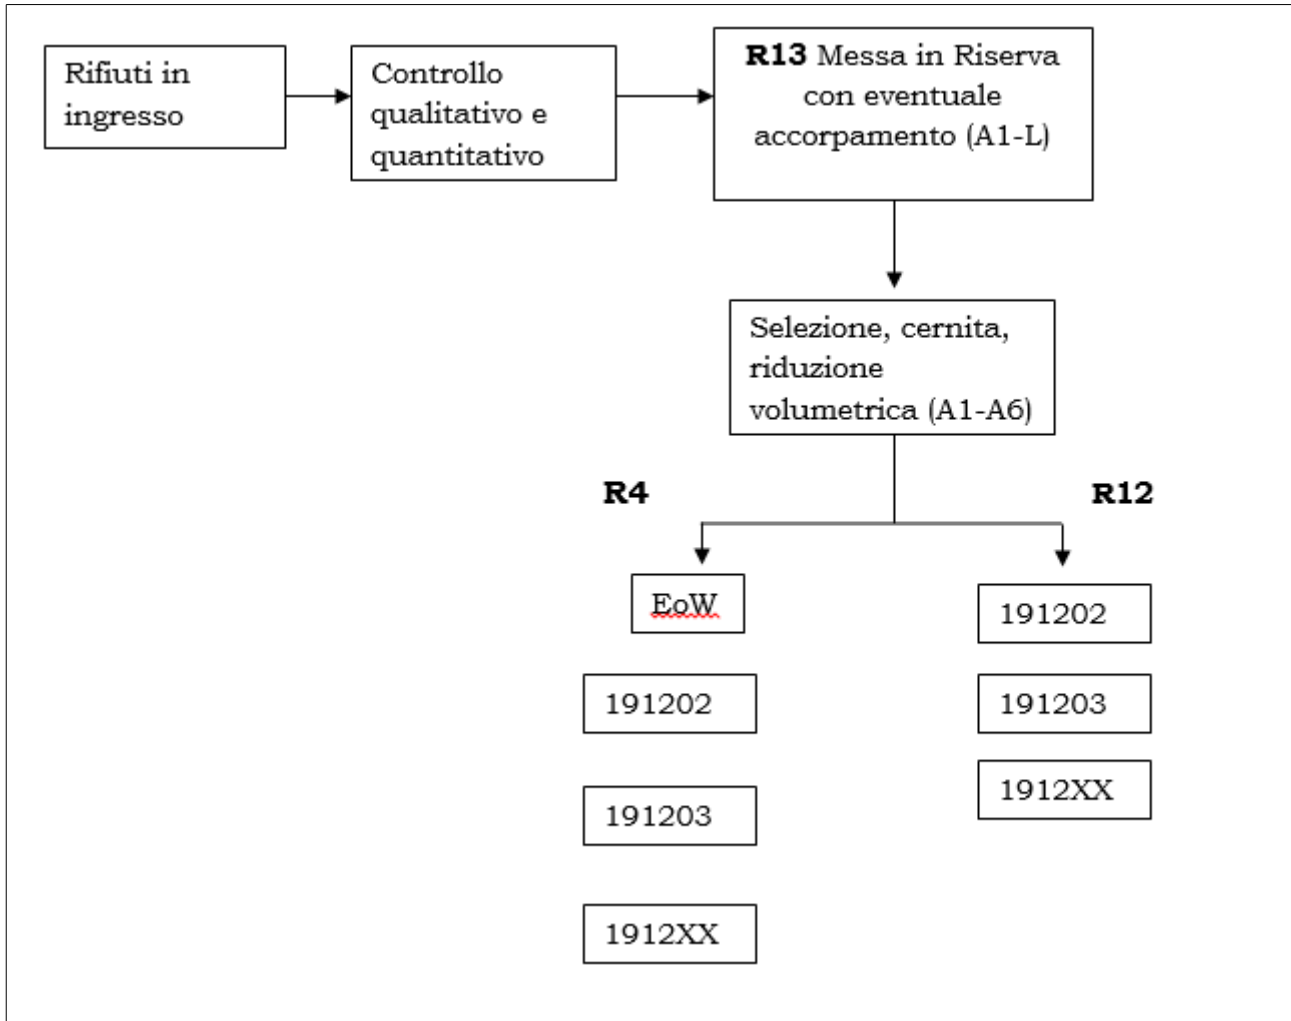 Rifiuti in
ingresso
Controllo
qualitativo e
quantitativo
R13 Messa in Riserva
con eventuale
accorpamento (A1-L)
Selezione, cernita,
riduzione
volumetrica (A1-A6)
R4
R12
EoW
191202
191203
1912XX
191202
191203
1912XX